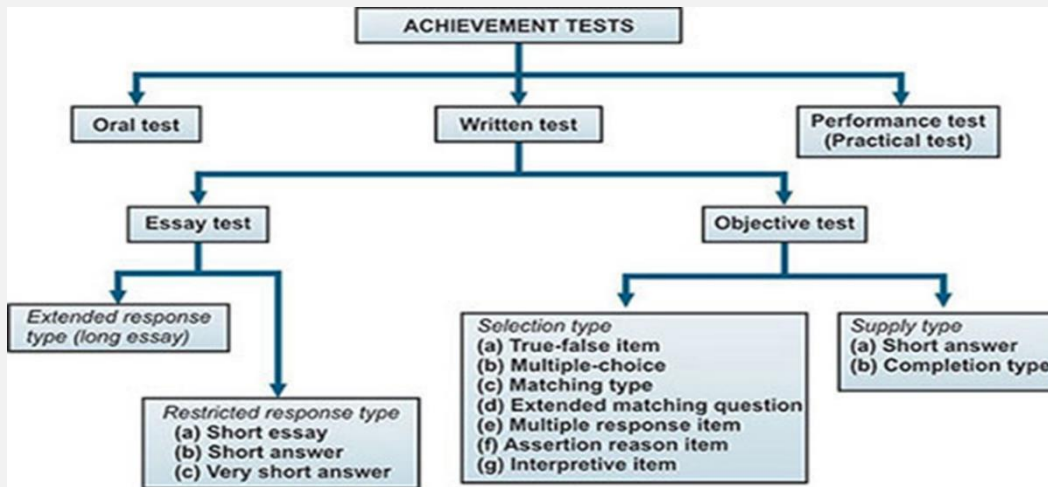 ACHIEVEMENT TESTS
Oral test
Written test
Performance test
(Practical test)
Essay test
Objective test
Extended response
type (long essay)
Restricted response type
(a) Short essay
(b) Short answer
(c) Very short answer
Selection type
(a) True-false item
(b) Multiple-choice
(c) Matching type
(d) Extended matching question
(e) Multiple response item
(f) Assertion reason item
(g) Interpretive item
Supply type
(a) Short answer
(b) Completion type